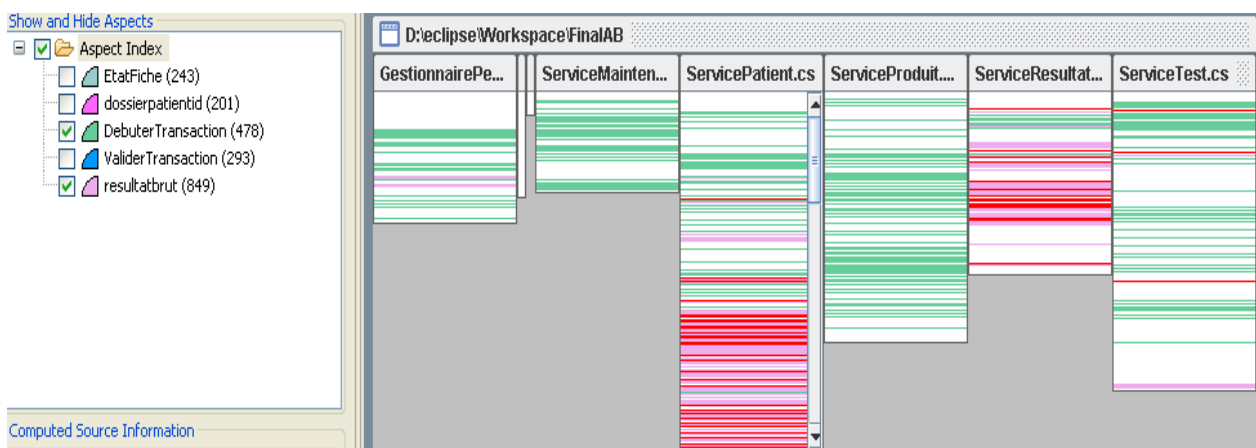 Show and Hide Aspects
Aspect Index
EtatFiche (243)
dossierpatientid (201)
DebuterTransaction (478)
ValiderTransaction (293)
resultatbrut (849)
Computed Source Information
D:\eclipse\Workspace\FinalAB
GestionnairePe...
ServiceMainten...
ServicePatient.cs
ServiceProduit....
ServiceResultat...
ServiceTest.cs